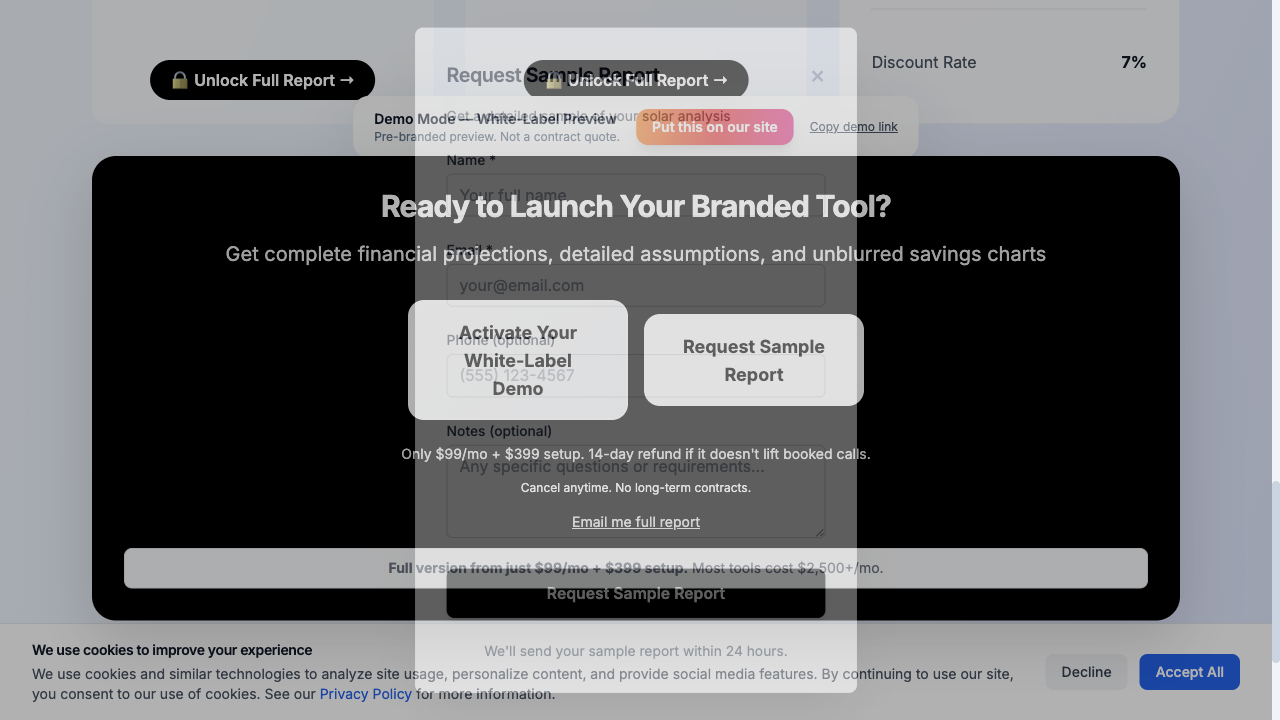 🔒 Unlock Full Report →
🔒 Unlock Full Report →
Discount Rate 7%
Request Sample Report ×
Get a detailed sample of your solar analysis
Demo Mode — White-Label Preview
Pre-branded preview. Not a contract quote.
Put this on our site
Copy demo link
Name *
Your full name
Ready to Launch Your Branded Tool?
Email *
Get complete financial projections, detailed assumptions, and unblurred savings charts
your@email.com
Activate Your
White-Label
Demo
Request Sample
Report
Phone (optional)
(555) 123-4567
Notes (optional)
Only $99/mo + $399 setup. 14-day refund if it doesn't lift booked calls.
Any specific questions or requirements...
Cancel anytime. No long-term contracts.
Email me full report
Full version from just $99/mo + $399 setup. Most tools cost $2,500+/mo.
Request Sample Report
We'll send your sample report within 24 hours.
We use cookies to improve your experience
We use cookies and similar technologies to analyze site usage, personalize content, and provide social media features. By continuing to use our site,
you consent to our use of cookies. See our Privacy Policy for more information.
Decline
Accept All